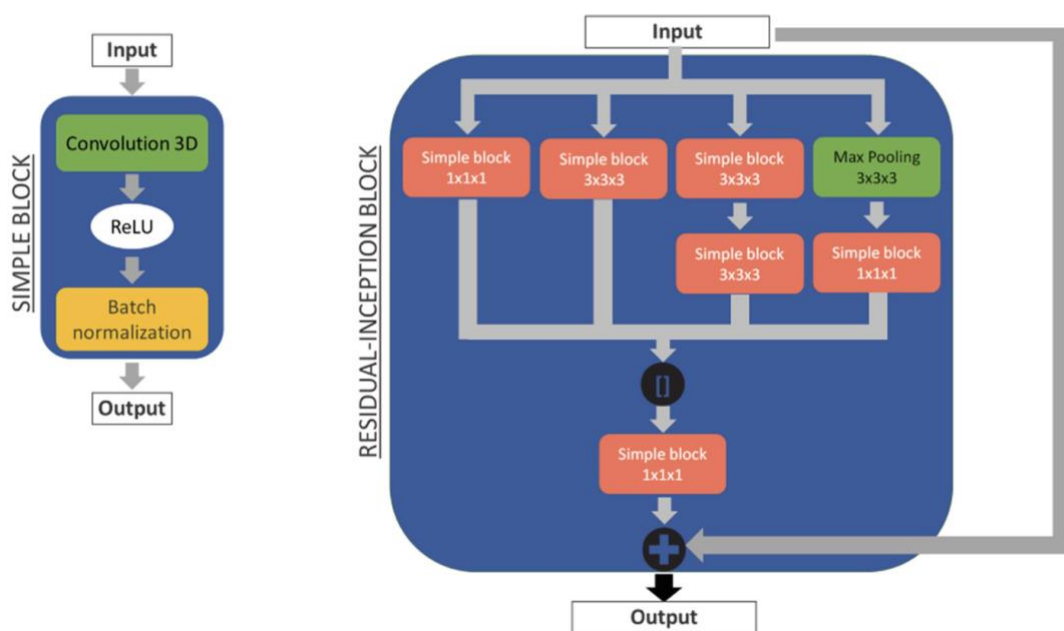 Input
SIMPLE BLOCK
Convolution 3D
ReLU
Batch
normalization
Output
Input
RESIDUAL-INCEPTION BLOCK
Simple block
1x1x1
Simple block
3x3x3
Simple block
3x3x3
Max Pooling
3x3x3
Simple block
3x3x3
Simple block
1x1x1
[]
Simple block
1x1x1
+
Output